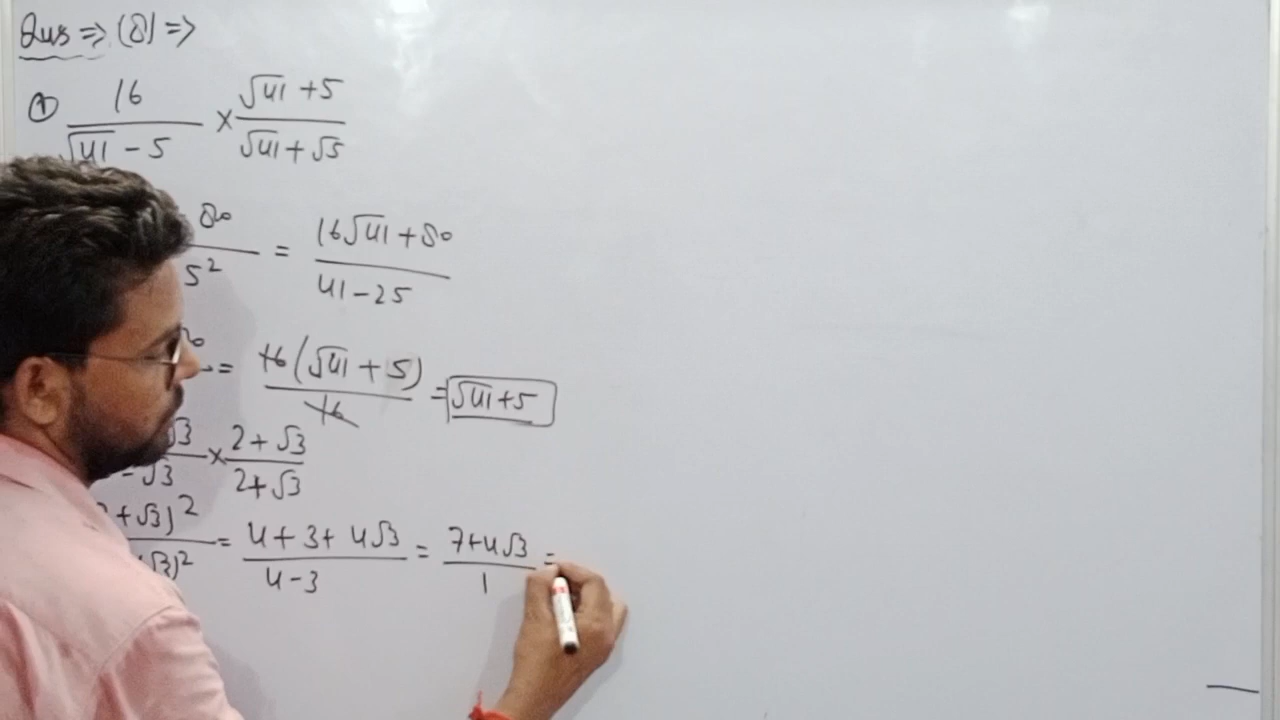 Qus ⇒ (8) ⇒
① 16/(√41 - 5) × (√41 + 5)/(√41 + √5)
80/5² = (16√41 + 80)/(41 - 25)
= 16(√41 + 5)/16 = √41 + 5
√3/-√3 × (2 + √3)/(2 + √3)
+ √3)²/√3)² = (4 + 3 + 4√3)/(4 - 3) = (7 + 4√3)/1 =